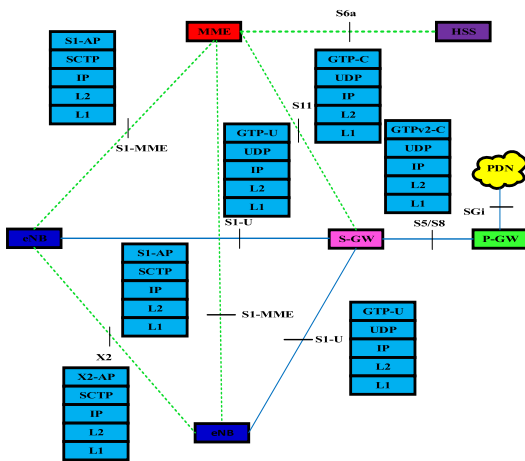 S6a
MME
HSS
S1-AP
SCTP
IP
L2
L1
GTP-C
UDP
IP
L2
L1
S11
S1-MME
GTP-U
UDP
IP
L2
L1
GTPv2-C
UDP
IP
L2
L1
PDN
SGi
S1-U
S5/S8
eNB
S-GW
P-GW
S1-AP
SCTP
IP
L2
L1
S1-MME
S1-U
GTP-U
UDP
IP
L2
L1
X2
X2-AP
SCTP
IP
L2
L1
eNB